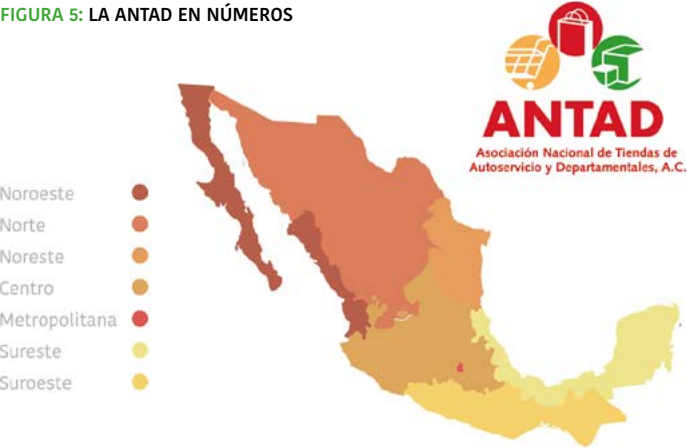 FIGURA 5: LA ANTAD EN NÚMEROS
ANTAD
Asociación Nacional de Tiendas de
Autoservicio y Departamentales, A.C.
Noroeste
Norte
Noreste
Centro
Metropolitana
Sureste
Suroeste